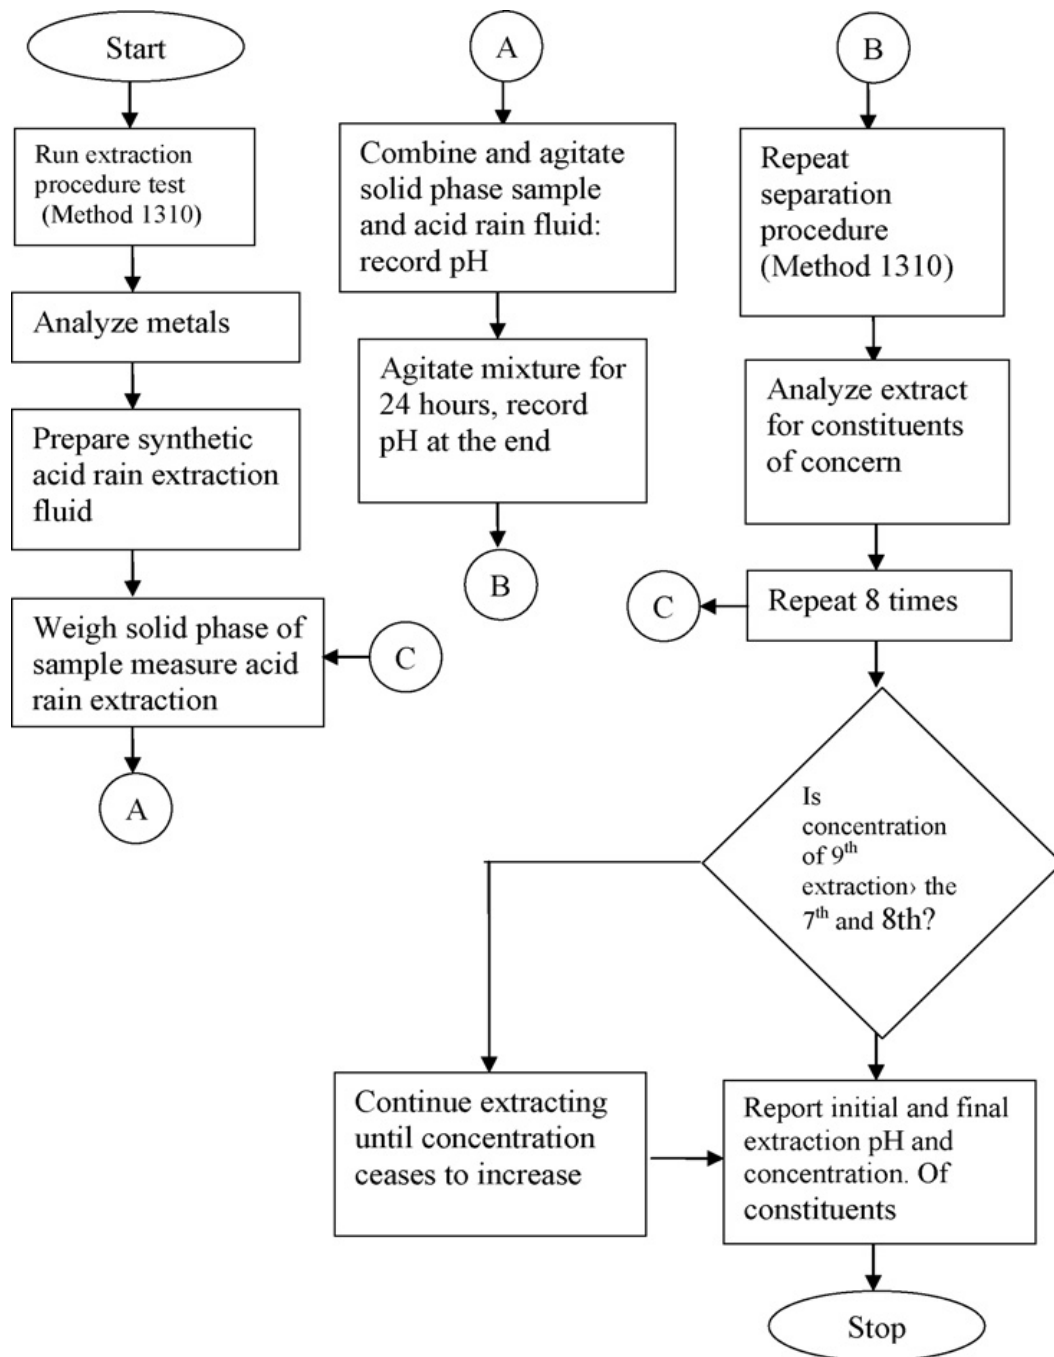 Start
Run extraction
procedure test
(Method 1310)
Analyze metals
Prepare synthetic
acid rain extraction
fluid
Weigh solid phase of
sample measure acid
rain extraction
C
A
A
Combine and agitate
solid phase sample
and acid rain fluid:
record pH
Agitate mixture for
24 hours, record
pH at the end
B
B
Repeat
separation
procedure
(Method 1310)
Analyze extract
for constituents
of concern
Repeat 8 times
C
Is
concentration
of 9th
extraction› the
7th and 8th?
Continue extracting
until concentration
ceases to increase
Report initial and final
extraction pH and
concentration. Of
constituents
Stop